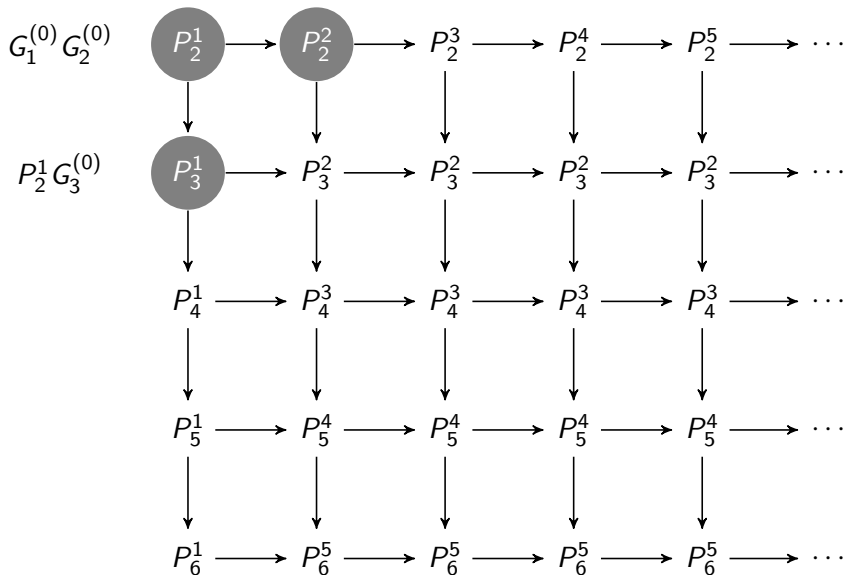 G_1^{(0)} G_2^{(0)} P_2^1 P_2^2 P_2^3 P_2^4 P_2^5 ⋯
P_2^1 G_3^{(0)} P_3^1 P_3^2 P_3^2 P_3^2 P_3^2 ⋯
P_4^1 P_4^3 P_4^3 P_4^3 P_4^3 ⋯
P_5^1 P_5^4 P_5^4 P_5^4 P_5^4 ⋯
P_6^1 P_6^5 P_6^5 P_6^5 P_6^5 ⋯